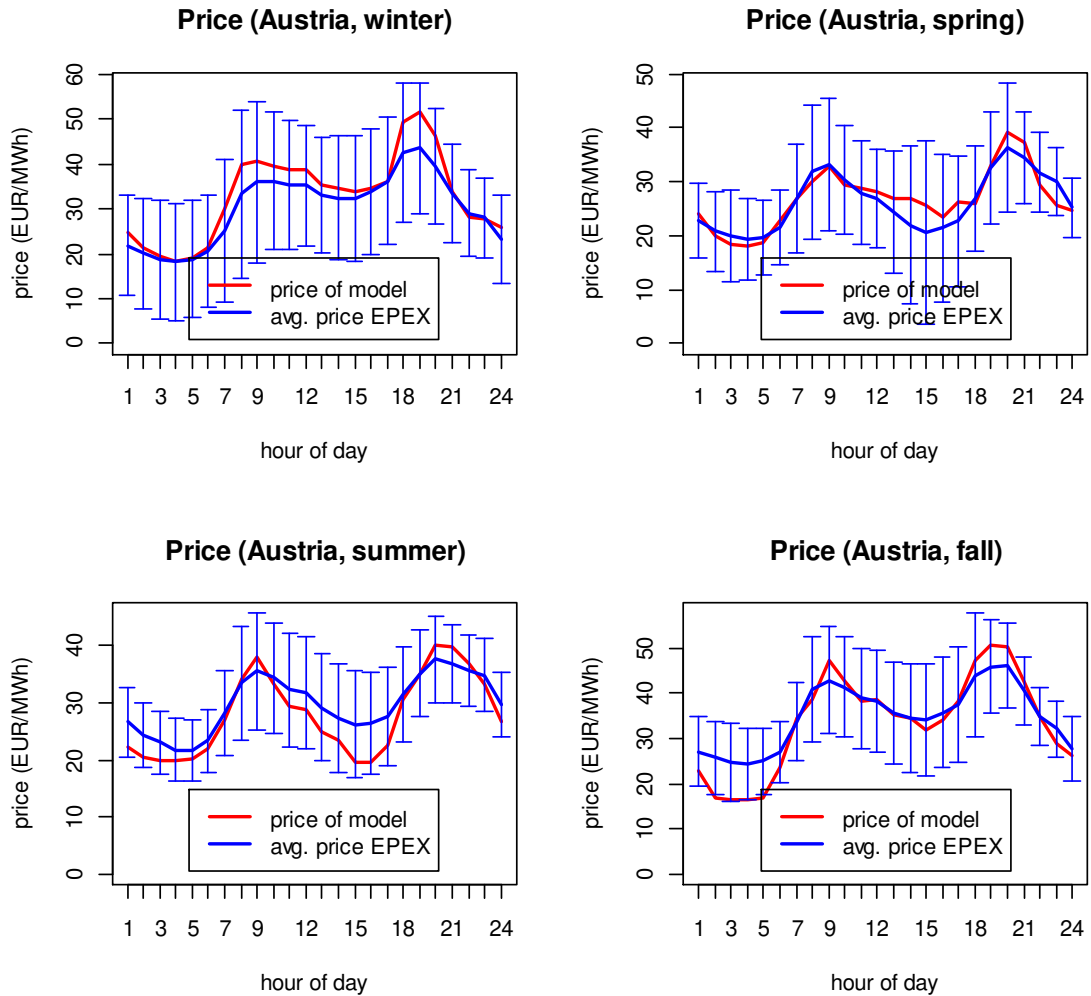 Price (Austria, winter)
price (EUR/MWh)
60
50
40
30
20
10
0
price of model
avg. price EPEX
1 3 5 7 9 12 15 18 21 24
hour of day
Price (Austria, spring)
price (EUR/MWh)
50
40
30
20
10
0
price of model
avg. price EPEX
1 3 5 7 9 12 15 18 21 24
hour of day
Price (Austria, summer)
price (EUR/MWh)
40
30
20
10
0
price of model
avg. price EPEX
1 3 5 7 9 12 15 18 21 24
hour of day
Price (Austria, fall)
price (EUR/MWh)
50
40
30
20
10
0
price of model
avg. price EPEX
1 3 5 7 9 12 15 18 21 24
hour of day